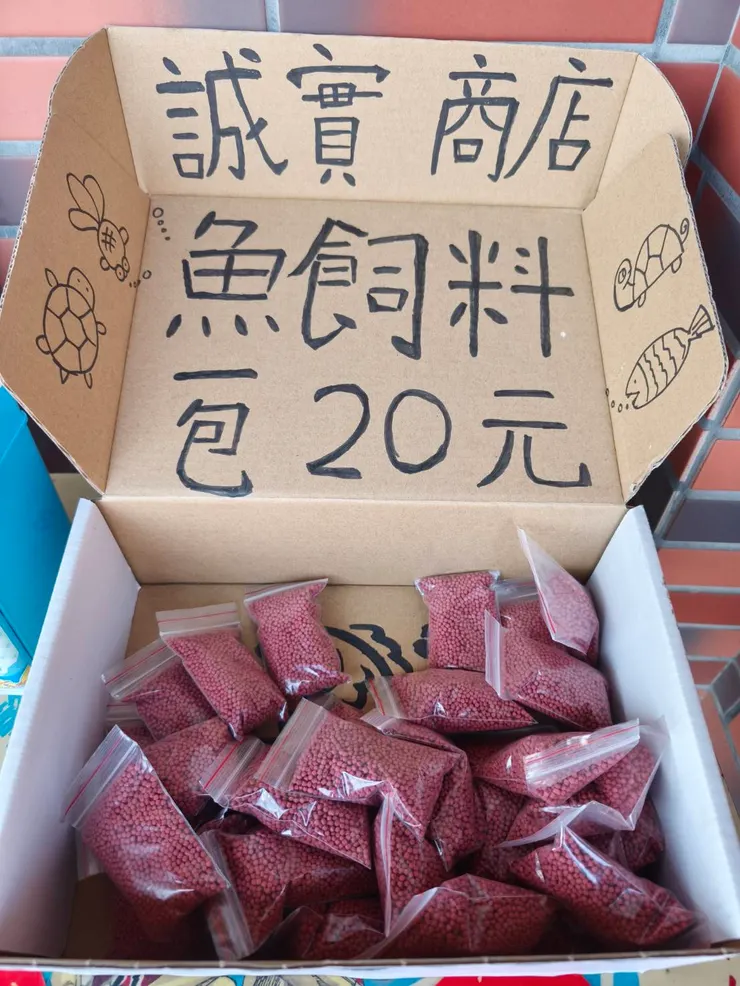 誠實 商店
魚飼料
一包 20元